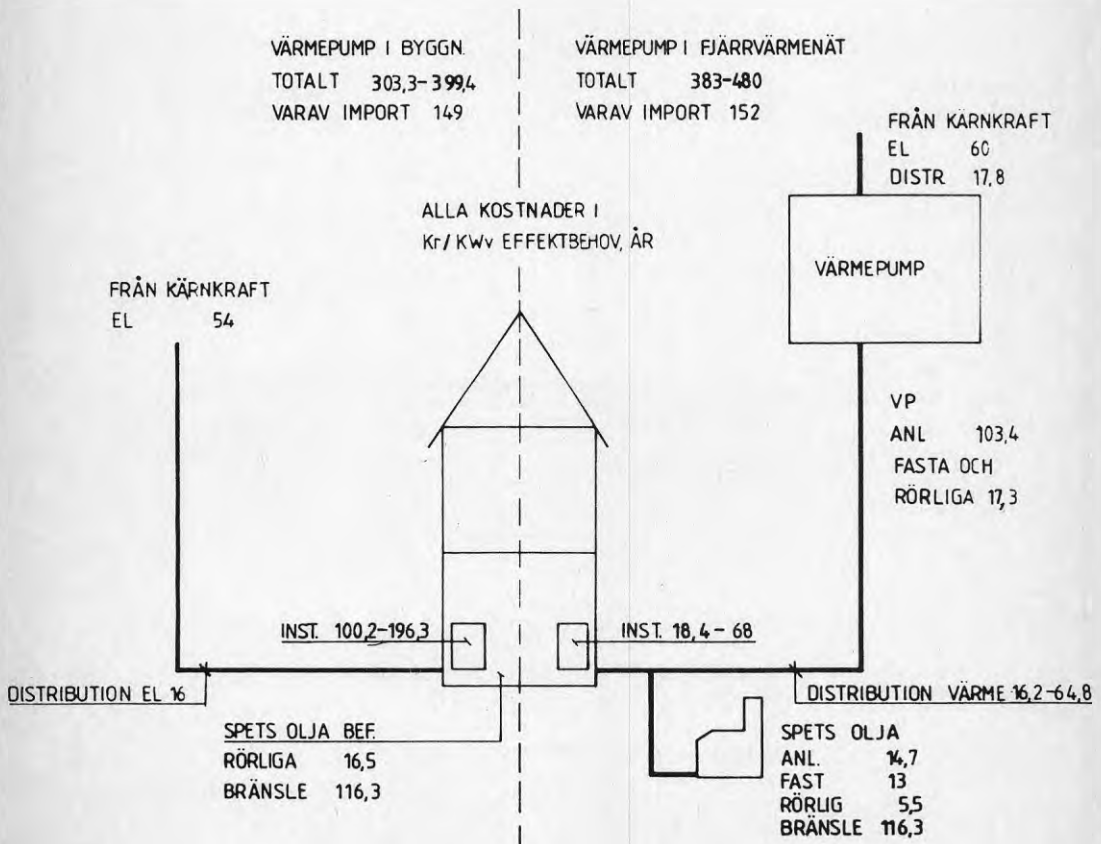 VÄRMEPUMP I BYGGN.
TOTALT 303,3-399,4
VARAV IMPORT 149
VÄRMEPUMP I FJÄRRVÄRMENÄT
TOTALT 383-480
VARAV IMPORT 152
FRÅN KÄRNKRAFT
EL 60
DISTR 17,8
VÄRMEPUMP
ALLA KOSTNADER I
Kr/KWv EFFEKTBEHOV, ÅR
FRÅN KÄRNKRAFT
EL 54
VP
ANL 103,4
FASTA OCH
RÖRLIGA 17,3
INST. 100,2-196,3
INST. 18,4-68
DISTRIBUTION EL 16
DISTRIBUTION VÄRME 16,2-64,8
SPETS OLJA BEF.
RÖRLIGA 16,5
BRÄNSLE 116,3
SPETS OLJA
ANL. 14,7
FAST 13
RÖRLIG 5,5
BRÄNSLE 116,3